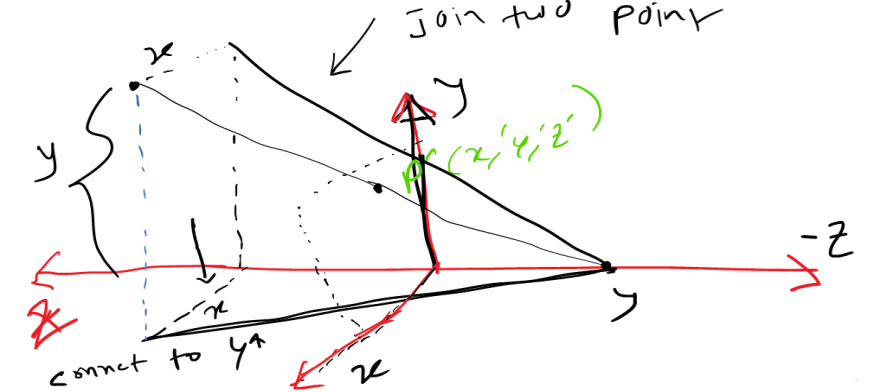 Join two point
x
y
y
P' (x', y', z')
-Z
Z
x
y
connect to y*
x